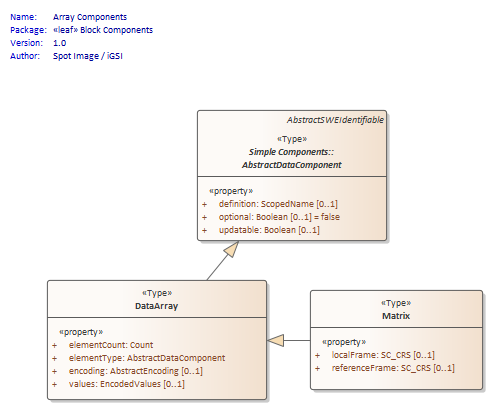 Name: Array Components
Package: «leaf» Block Components
Version: 1.0
Author: Spot Image / iGSI
AbstractSWEIdentifiable
«Type»
Simple Components::
AbstractDataComponent
«property»
+ definition: ScopedName [0..1]
+ optional: Boolean [0..1] = false
+ updatable: Boolean [0..1]
«Type»
DataArray
«property»
+ elementCount: Count
+ elementType: AbstractDataComponent
+ encoding: AbstractEncoding [0..1]
+ values: EncodedValues [0..1]
«Type»
Matrix
«property»
+ localFrame: SC_CRS [0..1]
+ referenceFrame: SC_CRS [0..1]